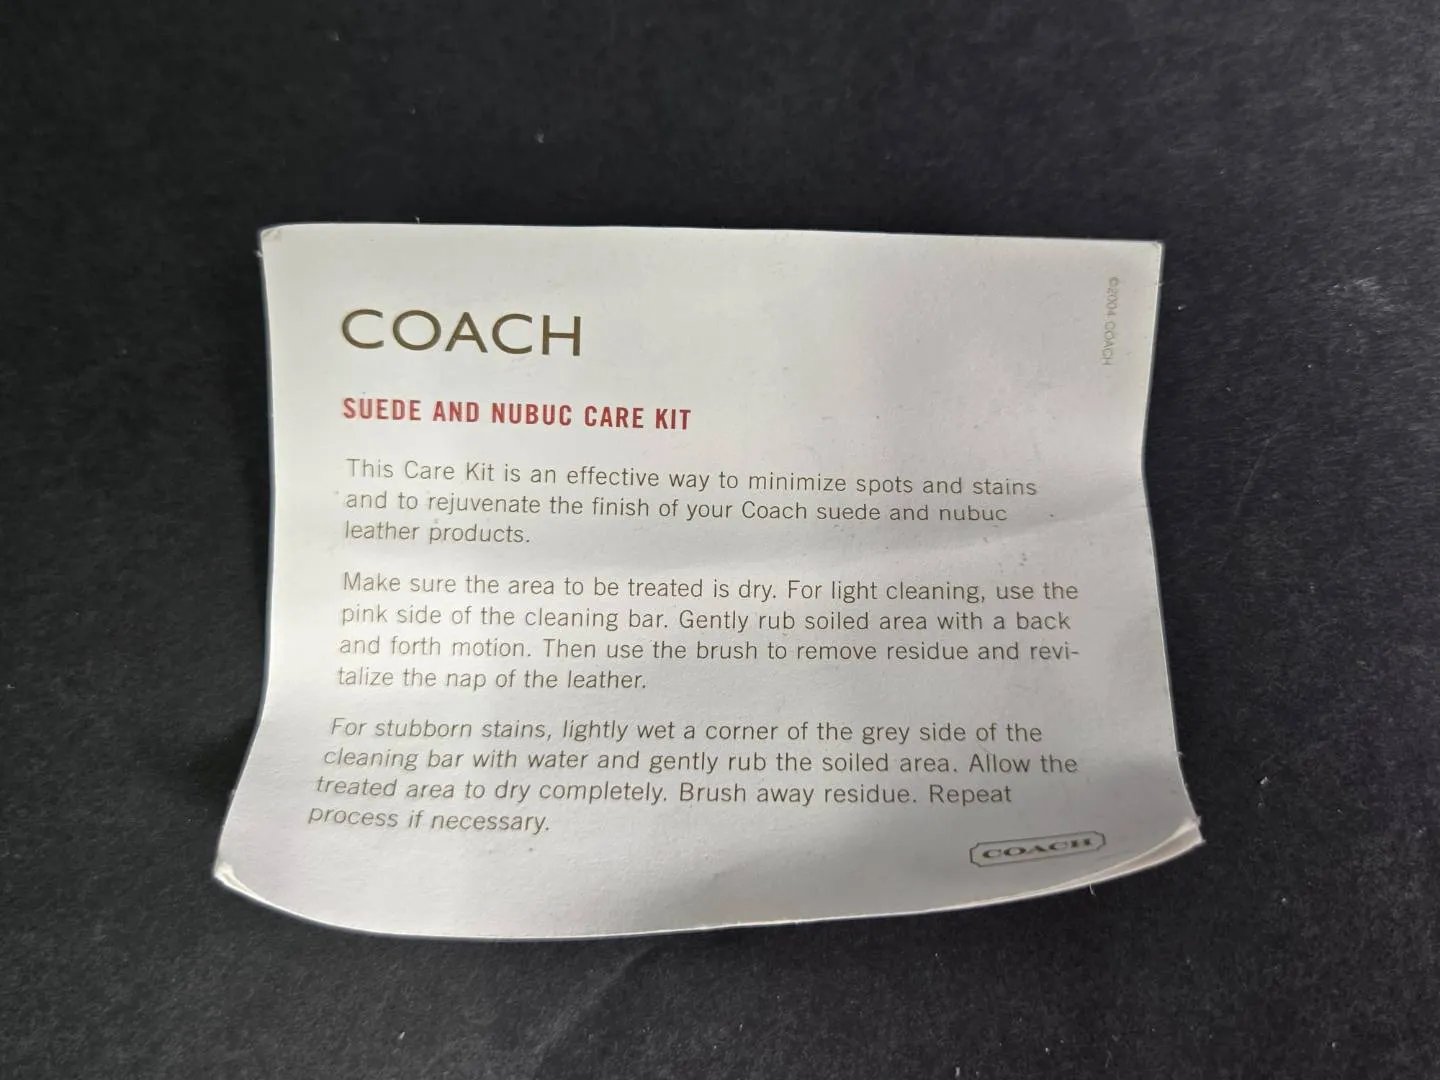 COACH
©2004 COACH
SUEDE AND NUBUC CARE KIT
This Care Kit is an effective way to minimize spots and stains
and to rejuvenate the finish of your Coach suede and nubuc
leather products.
Make sure the area to be treated is dry. For light cleaning, use the
pink side of the cleaning bar. Gently rub soiled area with a back
and forth motion. Then use the brush to remove residue and revi-
talize the nap of the leather.
For stubborn stains, lightly wet a corner of the grey side of the
cleaning bar with water and gently rub the soiled area. Allow the
treated area to dry completely. Brush away residue. Repeat
process if necessary.
COACH